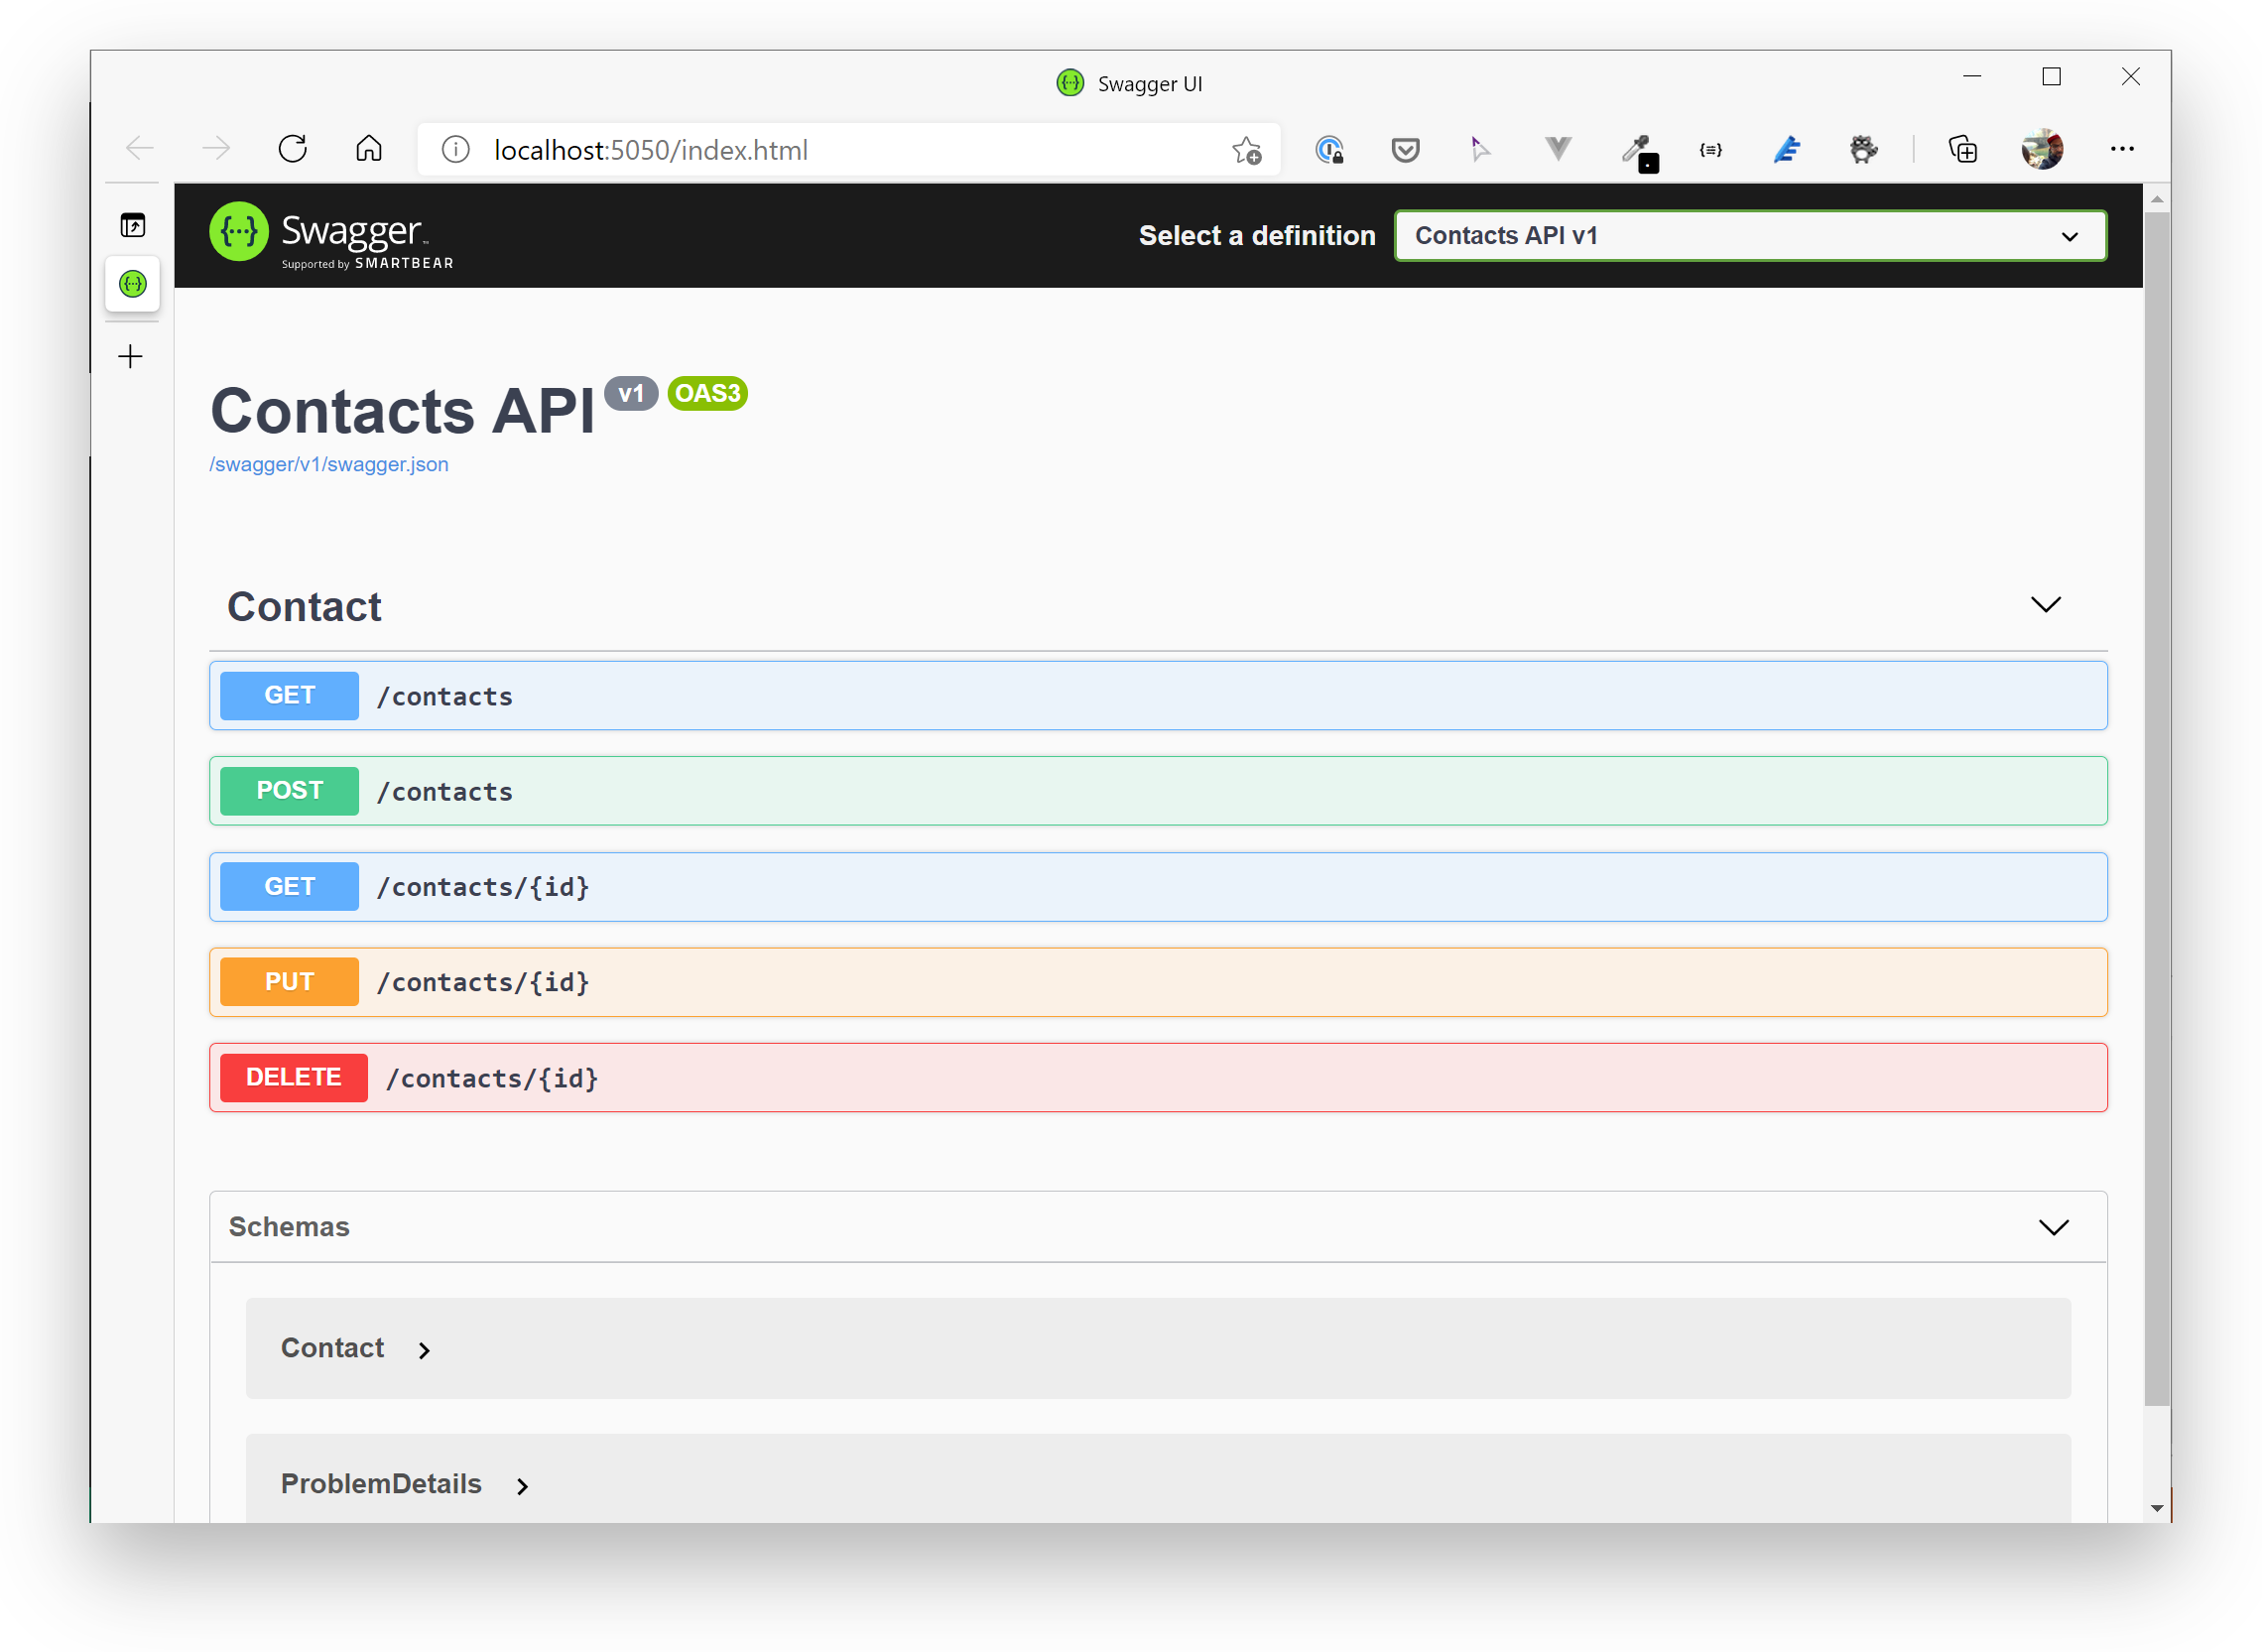 Swagger UI
localhost:5050/index.html
Swagger
Supported by SMARTBEAR
Select a definition
Contacts API v1
Contacts API v1 OAS3
/swagger/v1/swagger.json
Contact
GET /contacts
POST /contacts
GET /contacts/{id}
PUT /contacts/{id}
DELETE /contacts/{id}
Schemas
Contact
ProblemDetails